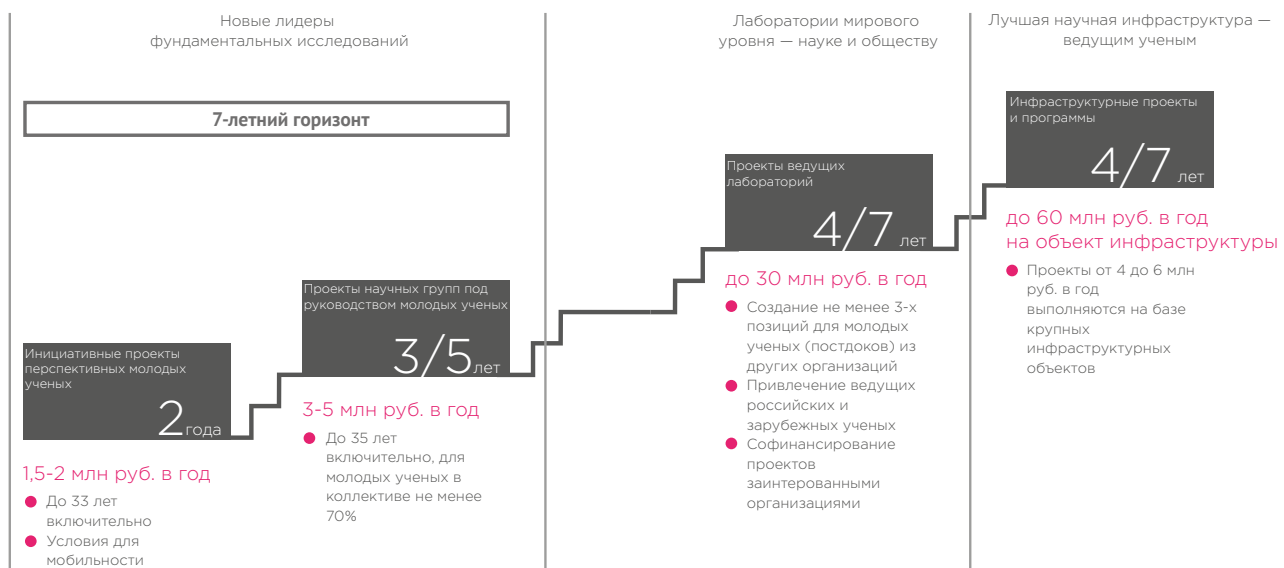 Новые лидеры
фундаментальных исследований
7-летний горизонт
Инициативные проекты
перспективных молодых
ученых
2 года
1,5-2 млн руб. в год
До 33 лет
включительно
Условия для
мобильности
Проекты научных групп под
руководством молодых ученых
3/5 лет
3-5 млн руб. в год
До 35 лет
включительно, для
молодых ученых в
коллективе не менее
70%
Лаборатории мирового
уровня — науке и обществу
Проекты ведущих
лабораторий
4/7 лет
до 30 млн руб. в год
Создание не менее 3-х
позиций для молодых
ученых (постдоков) из
других организаций
Привлечение ведущих
российских и
зарубежных ученых
Софинансирование
проектов
заинтерованными
организациями
Лучшая научная инфраструктура —
ведущим ученым
Инфраструктурные проекты
и программы
4/7 лет
до 60 млн руб. в год
на объект инфраструктуры
Проекты от 4 до 6 млн
руб. в год
выполняются на базе
крупных
инфраструктурных
объектов